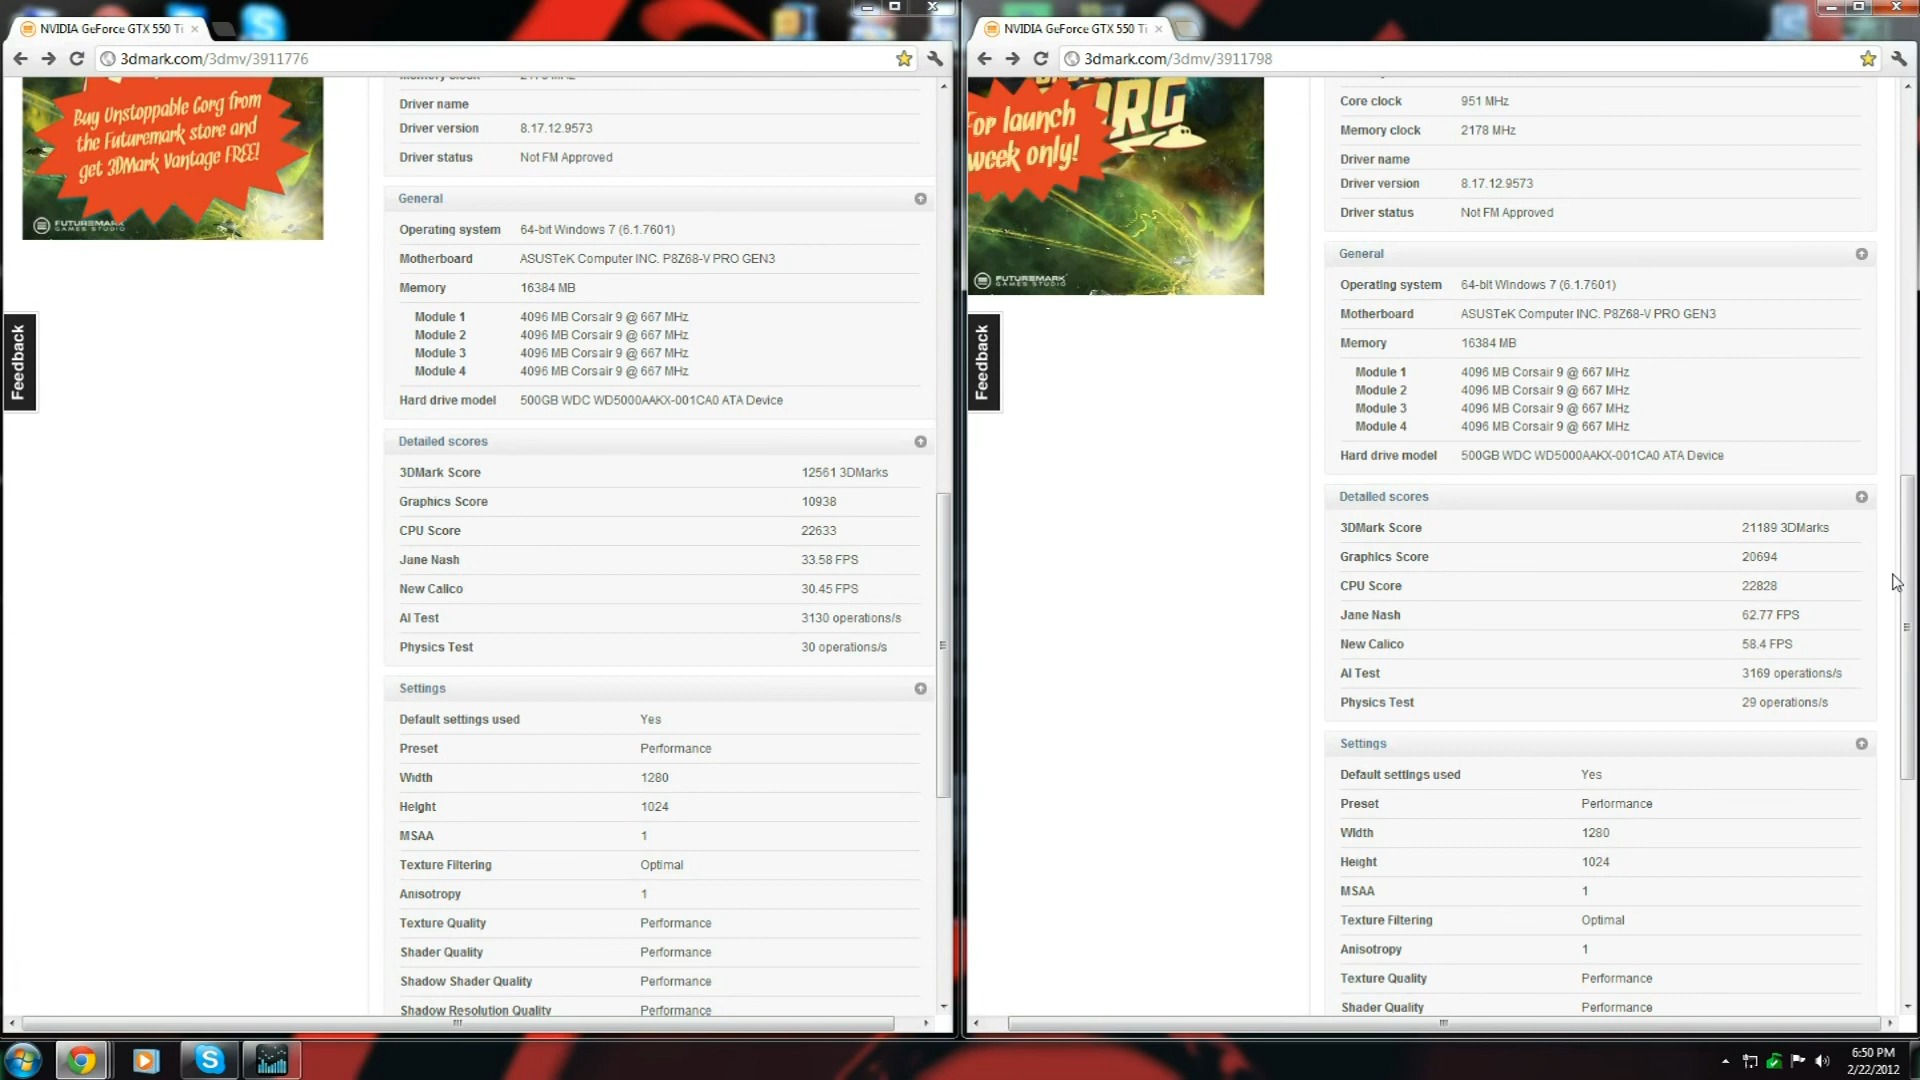 NVIDIA GeForce GTX 550 Ti
3dmark.com/3dmv/3911776
Buy Unstoppable Gorg from
the Futuremark store and
get 3DMark Vantage FREE!
FUTUREMARK
GAMES STUDIO
Feedback
Driver name
Driver version 8.17.12.9573
Driver status Not FM Approved
General
Operating system 64-bit Windows 7 (6.1.7601)
Motherboard ASUSTeK Computer INC. P8Z68-V PRO GEN3
Memory 16384 MB
Module 1 4096 MB Corsair 9 @ 667 MHz
Module 2 4096 MB Corsair 9 @ 667 MHz
Module 3 4096 MB Corsair 9 @ 667 MHz
Module 4 4096 MB Corsair 9 @ 667 MHz
Hard drive model 500GB WDC WD5000AAKX-001CA0 ATA Device
Detailed scores
3DMark Score 12561 3DMarks
Graphics Score 10938
CPU Score 22633
Jane Nash 33.58 FPS
New Calico 30.45 FPS
AI Test 3130 operations/s
Physics Test 30 operations/s
Settings
Default settings used Yes
Preset Performance
Width 1280
Height 1024
MSAA 1
Texture Filtering Optimal
Anisotropy 1
Texture Quality Performance
Shader Quality Performance
Shadow Shader Quality Performance
Shadow Resolution Quality Performance
NVIDIA GeForce GTX 550 Ti
3dmark.com/3dmv/3911798
For launch
week only!
FUTUREMARK
GAMES STUDIO
Feedback
Core clock 951 MHz
Memory clock 2178 MHz
Driver name
Driver version 8.17.12.9573
Driver status Not FM Approved
General
Operating system 64-bit Windows 7 (6.1.7601)
Motherboard ASUSTeK Computer INC. P8Z68-V PRO GEN3
Memory 16384 MB
Module 1 4096 MB Corsair 9 @ 667 MHz
Module 2 4096 MB Corsair 9 @ 667 MHz
Module 3 4096 MB Corsair 9 @ 667 MHz
Module 4 4096 MB Corsair 9 @ 667 MHz
Hard drive model 500GB WDC WD5000AAKX-001CA0 ATA Device
Detailed scores
3DMark Score 21189 3DMarks
Graphics Score 20694
CPU Score 22828
Jane Nash 62.77 FPS
New Calico 58.4 FPS
AI Test 3169 operations/s
Physics Test 29 operations/s
Settings
Default settings used Yes
Preset Performance
Width 1280
Height 1024
MSAA 1
Texture Filtering Optimal
Anisotropy 1
Texture Quality Performance
Shader Quality Performance
6:50 PM
2/22/2012